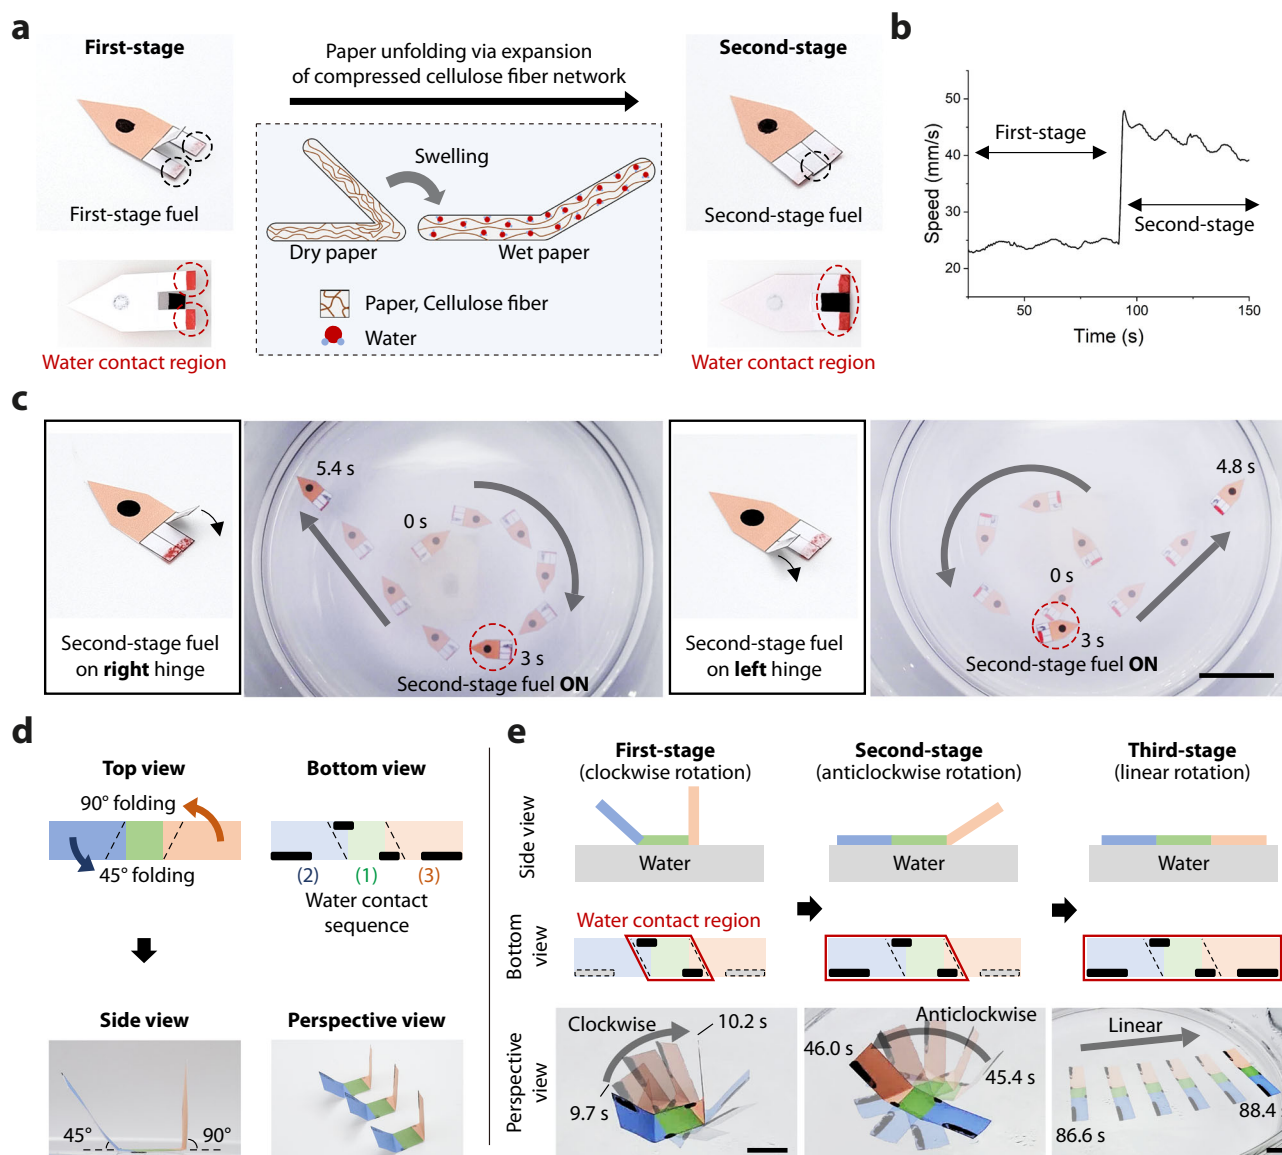 a
First-stage
Paper unfolding via expansion
of compressed cellulose fiber network
Second-stage
First-stage fuel
Swelling
Dry paper
Wet paper
Paper, Cellulose fiber
Water
Second-stage fuel
Water contact region
Water contact region
b
Speed (mm/s)
50
40
30
20
First-stage
Second-stage
50
100
150
Time (s)
c
Second-stage fuel
on right hinge
5.4 s
0 s
3 s
Second-stage fuel ON
Second-stage fuel
on left hinge
4.8 s
0 s
3 s
Second-stage fuel ON
d
Top view
90° folding
45° folding
Bottom view
(2)
(1)
(3)
Water contact
sequence
Side view
45°
90°
Perspective view
e
First-stage
(clockwise rotation)
Second-stage
(anticlockwise rotation)
Third-stage
(linear rotation)
Side view
Water
Water
Water
Bottom
view
Water contact region
Perspective
view
Clockwise
10.2 s
9.7 s
Anticlockwise
46.0 s
45.4 s
Linear
86.6 s
88.4